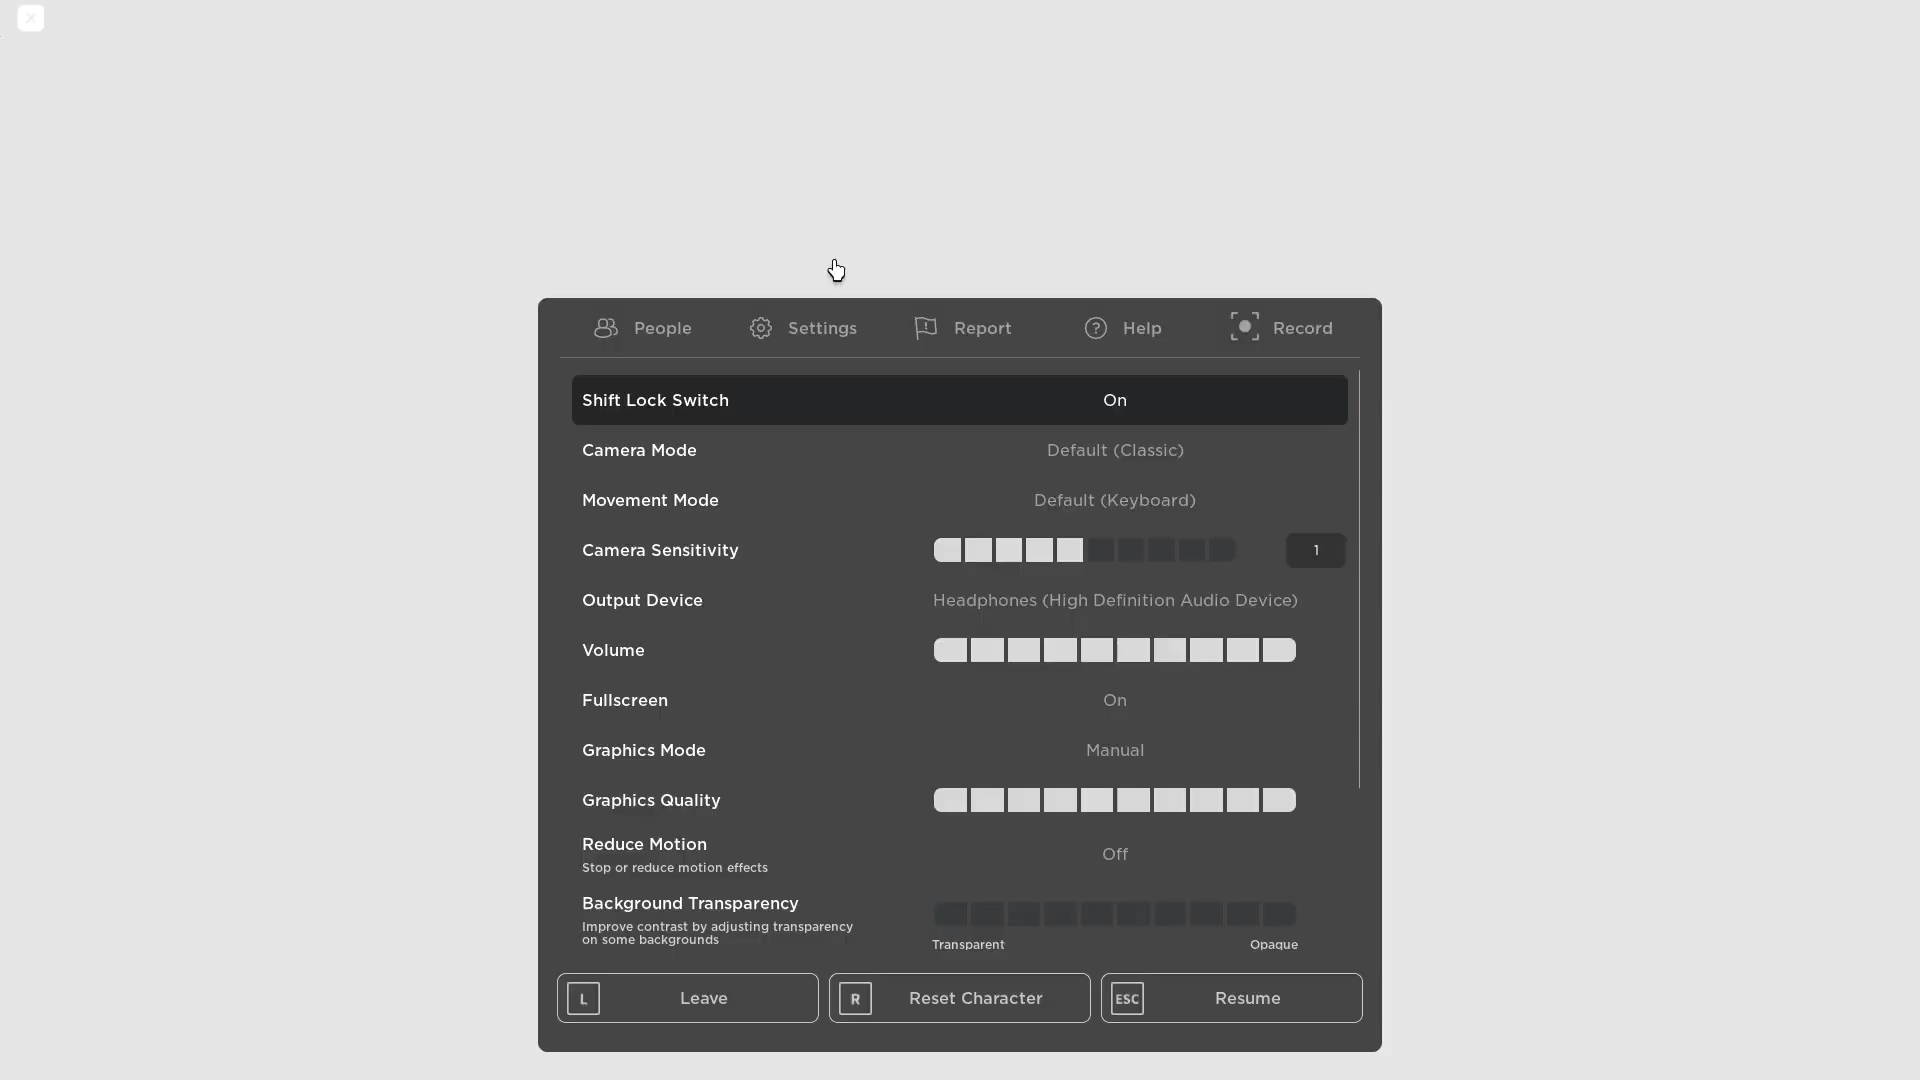 People Settings Report Help Record
Shift Lock Switch On
Camera Mode Default (Classic)
Movement Mode Default (Keyboard)
Camera Sensitivity 1
Output Device Headphones (High Definition Audio Device)
Volume
Fullscreen On
Graphics Mode Manual
Graphics Quality
Reduce Motion Off
Stop or reduce motion effects
Background Transparency
Improve contrast by adjusting transparency
on some backgrounds
Transparent Opaque
L Leave R Reset Character ESC Resume